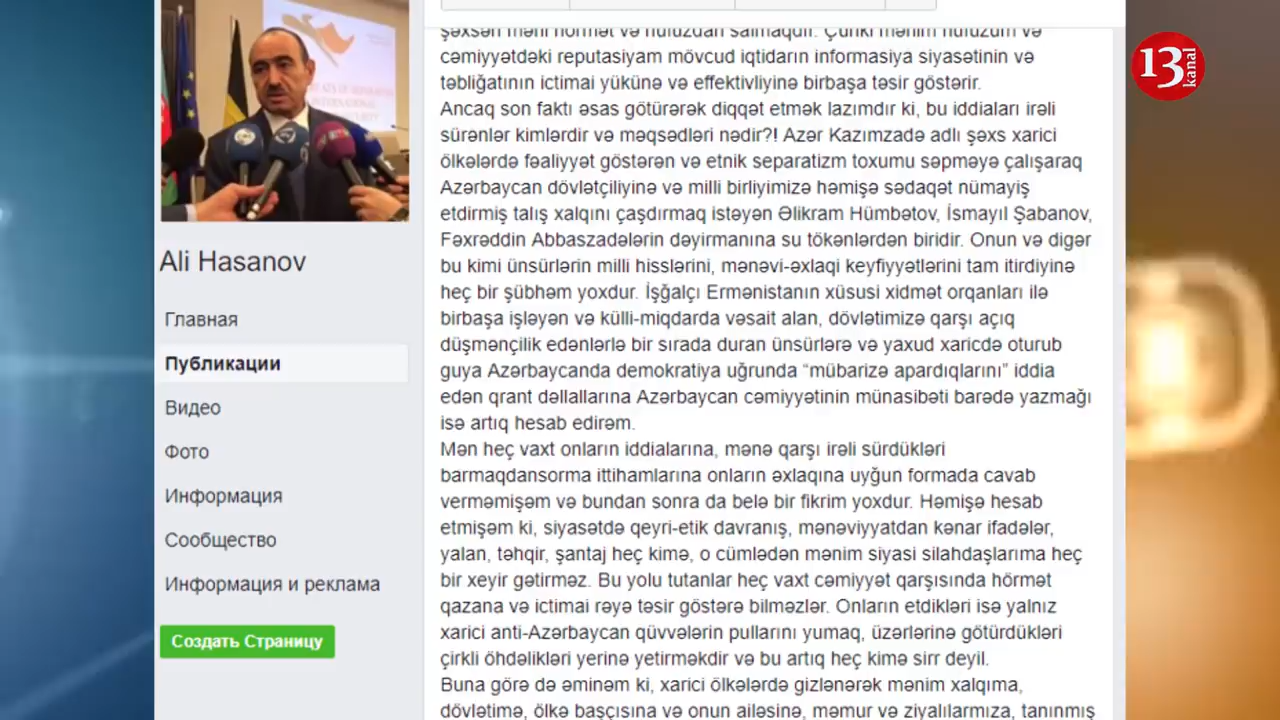 şəxsən məni hörmət və nüfuzdan salmaqdır. Çünki mənim nüfuzum və
cəmiyyətdəki reputasiyam mövcud iqtidarın informasiya siyasətinin və
təbliğatının ictimai yükünə və effektivliyinə birbaşa təsir göstərir.
Ancaq son faktı əsas götürərək diqqət etmək lazımdır ki, bu iddiaları irəli
sürənlər kimlərdir və məqsədləri nədir?! Azər Kazımzadə adlı şəxs xarici
ölkələrdə fəaliyyət göstərən və etnik separatizm toxumu səpməyə çalışaraq
Azərbaycan dövlətçiliyinə və milli birliyimizə həmişə sədaqət nümayiş
etdirmiş talış xalqını çaşdırmaq istəyən Əlikram Hümbətov, İsmayıl Şabanov,
Fəxrəddin Abbaszadələrin dəyirmanına su tökənlərdən biridir. Onun və digər
bu kimi ünsürlərin milli hisslərini, mənəvi-əxlaqi keyfiyyətlərini tam itirdiyinə
heç bir şübhəm yoxdur. İşğalçı Ermənistanın xüsusi xidmət orqanları ilə
birbaşa işləyən və külli-miqdarda vəsait alan, dövlətimizə qarşı açıq
düşmənçilik edənlərlə bir sırada duran ünsürlərə və yaxud xaricdə oturub
guya Azərbaycanda demokratiya uğrunda “mübarizə apardıqlarını” iddia
edən qrant dəllallarına Azərbaycan cəmiyyətinin münasibəti barədə yazmağı
isə artıq hesab edirəm.
Mən heç vaxt onların iddialarına, mənə qarşı irəli sürdükləri
barmaqdansorma ittihamlarına onların əxlaqına uyğun formada cavab
verməmişəm və bundan sonra da belə bir fikrim yoxdur. Həmişə hesab
etmişəm ki, siyasətdə qeyri-etik davranış, mənəviyyatdan kənar ifadələr,
yalan, təhqir, şantaj heç kimə, o cümlədən mənim siyasi silahdaşlarıma heç
bir xeyir gətirməz. Bu yolu tutanlar heç vaxt cəmiyyət qarşısında hörmət
qazana və ictimai rəyə təsir göstərə bilməzlər. Onların etdikləri isə yalnız
xarici anti-Azərbaycan qüvvələrin pullarını yumaq, üzərlərinə götürdükləri
çirkli öhdəlikləri yerinə yetirməkdir və bu artıq heç kimə sirr deyil.
Buna görə də əminəm ki, xarici ölkələrdə gizlənərək mənim xalqıma,
dövlətimə, ölkə başçısına və onun ailəsinə, məmur və ziyalılarmıza, tanınmış
Ali Hasanov
Главная
Публикации
Видео
Фото
Информация
Сообщество
Информация и реклама
Создать Страницу
13
kanal